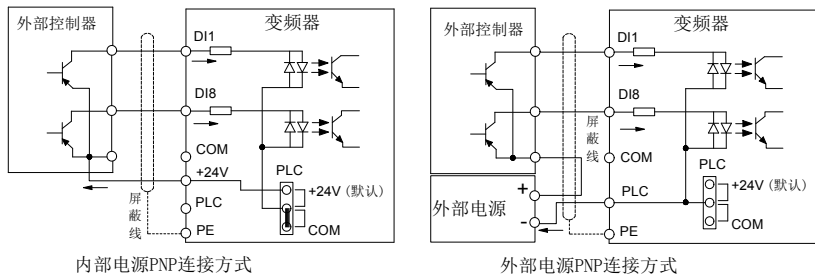 外部控制器
变频器
DI1
DI8
COM
+24V
PLC
PE
屏蔽线
PLC
+24V (默认)
COM
内部电源PNP连接方式
外部控制器
变频器
DI1
DI8
屏蔽线
COM
PLC
PE
外部电源
+
-
PLC
+24V (默认)
COM
外部电源PNP连接方式